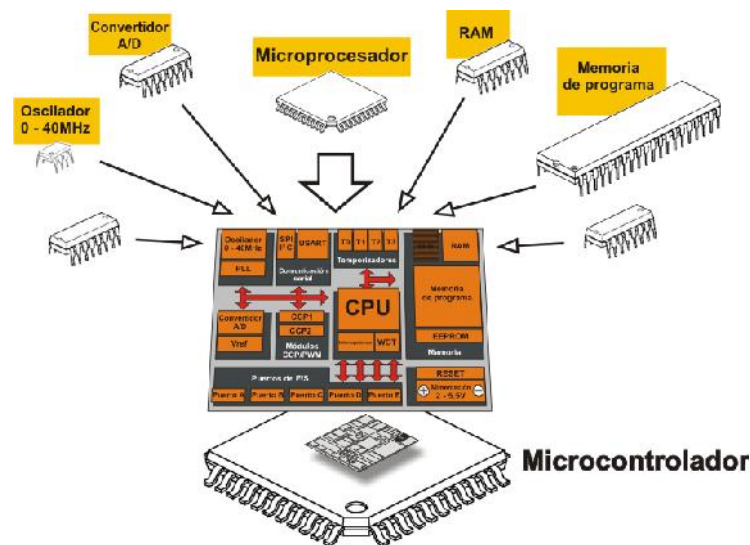 Convertidor
A/D
Microprocesador
RAM
Memoria
de programa
Oscilador
0 - 40MHz
Oscilador
0 - 40MHz
PLL
SPI
I²C
USART
Comunicación
serial
T0 T1 T2 T3
Temporizadores
RAM
Memoria
de programa
EEPROM
Memoria
CPU
WDT
Convertidor
A/D
Vref
CCP1
CCP2
Módulos
CCP/PWM
Puertos de E/S
Puerto A Puerto B Puerto C Puerto D Puerto E
RESET
Alimentación
2 - 5.5V
Microcontrolador